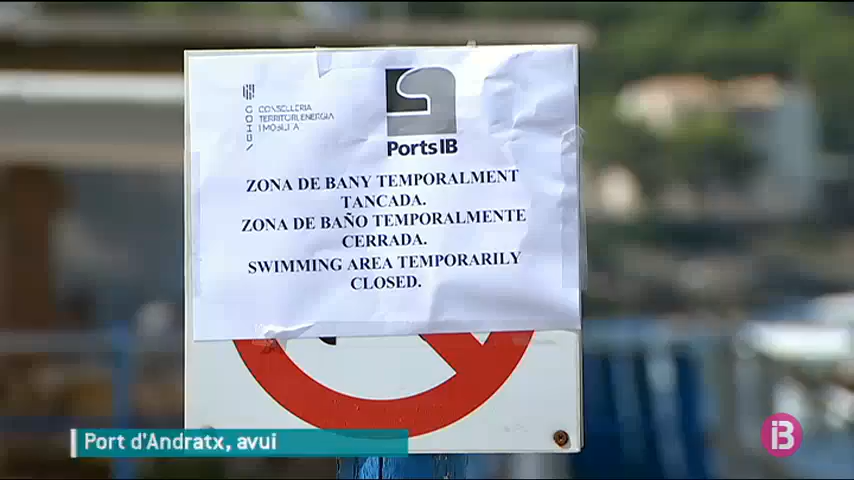 GOIB
CONSELLERIA
TERRITORI, ENERGIA
I MOBILITAT
PortsIB
ZONA DE BANY TEMPORALMENT
TANCADA.
ZONA DE BAÑO TEMPORALMENTE
CERRADA.
SWIMMING AREA TEMPORARILY
CLOSED.
Port d'Andratx, avui